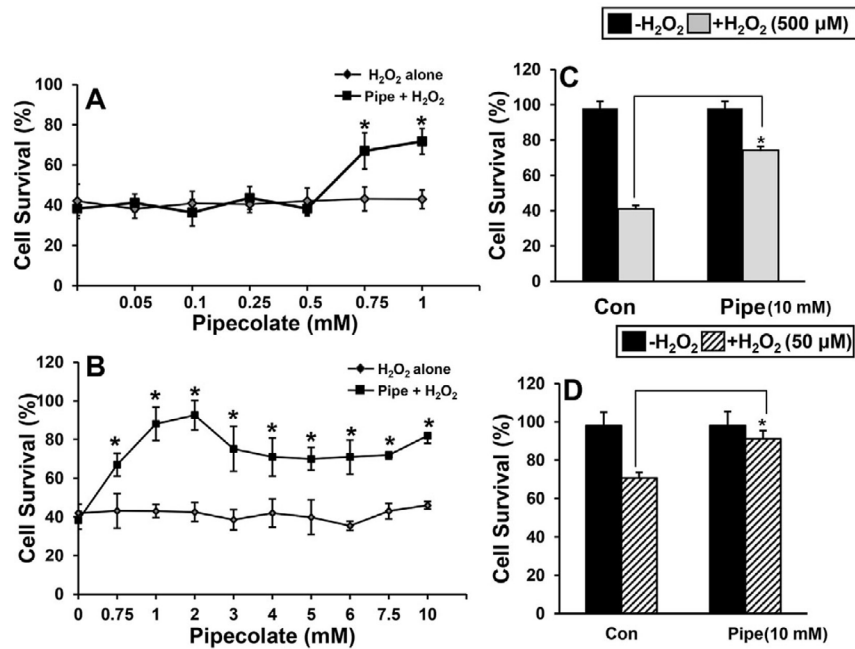 -H₂O₂ +H₂O₂ (500 µM)
A
H₂O₂ alone
Pipe + H₂O₂
Cell Survival (%)
100
80
60
40
20
0
* *
0.05 0.1 0.25 0.5 0.75 1
Pipecolate (mM)
C
Cell Survival (%)
120
100
80
60
40
20
0
*
Con Pipe(10 mM)
B
H₂O₂ alone
Pipe + H₂O₂
Cell Survival (%)
120
100
80
60
40
20
0
* * * * * * * * *
0 0.75 1 2 3 4 5 6 7.5 10
Pipecolate (mM)
-H₂O₂ +H₂O₂ (50 µM)
D
Cell Survival (%)
120
100
80
60
40
20
0
*
Con Pipe(10 mM)